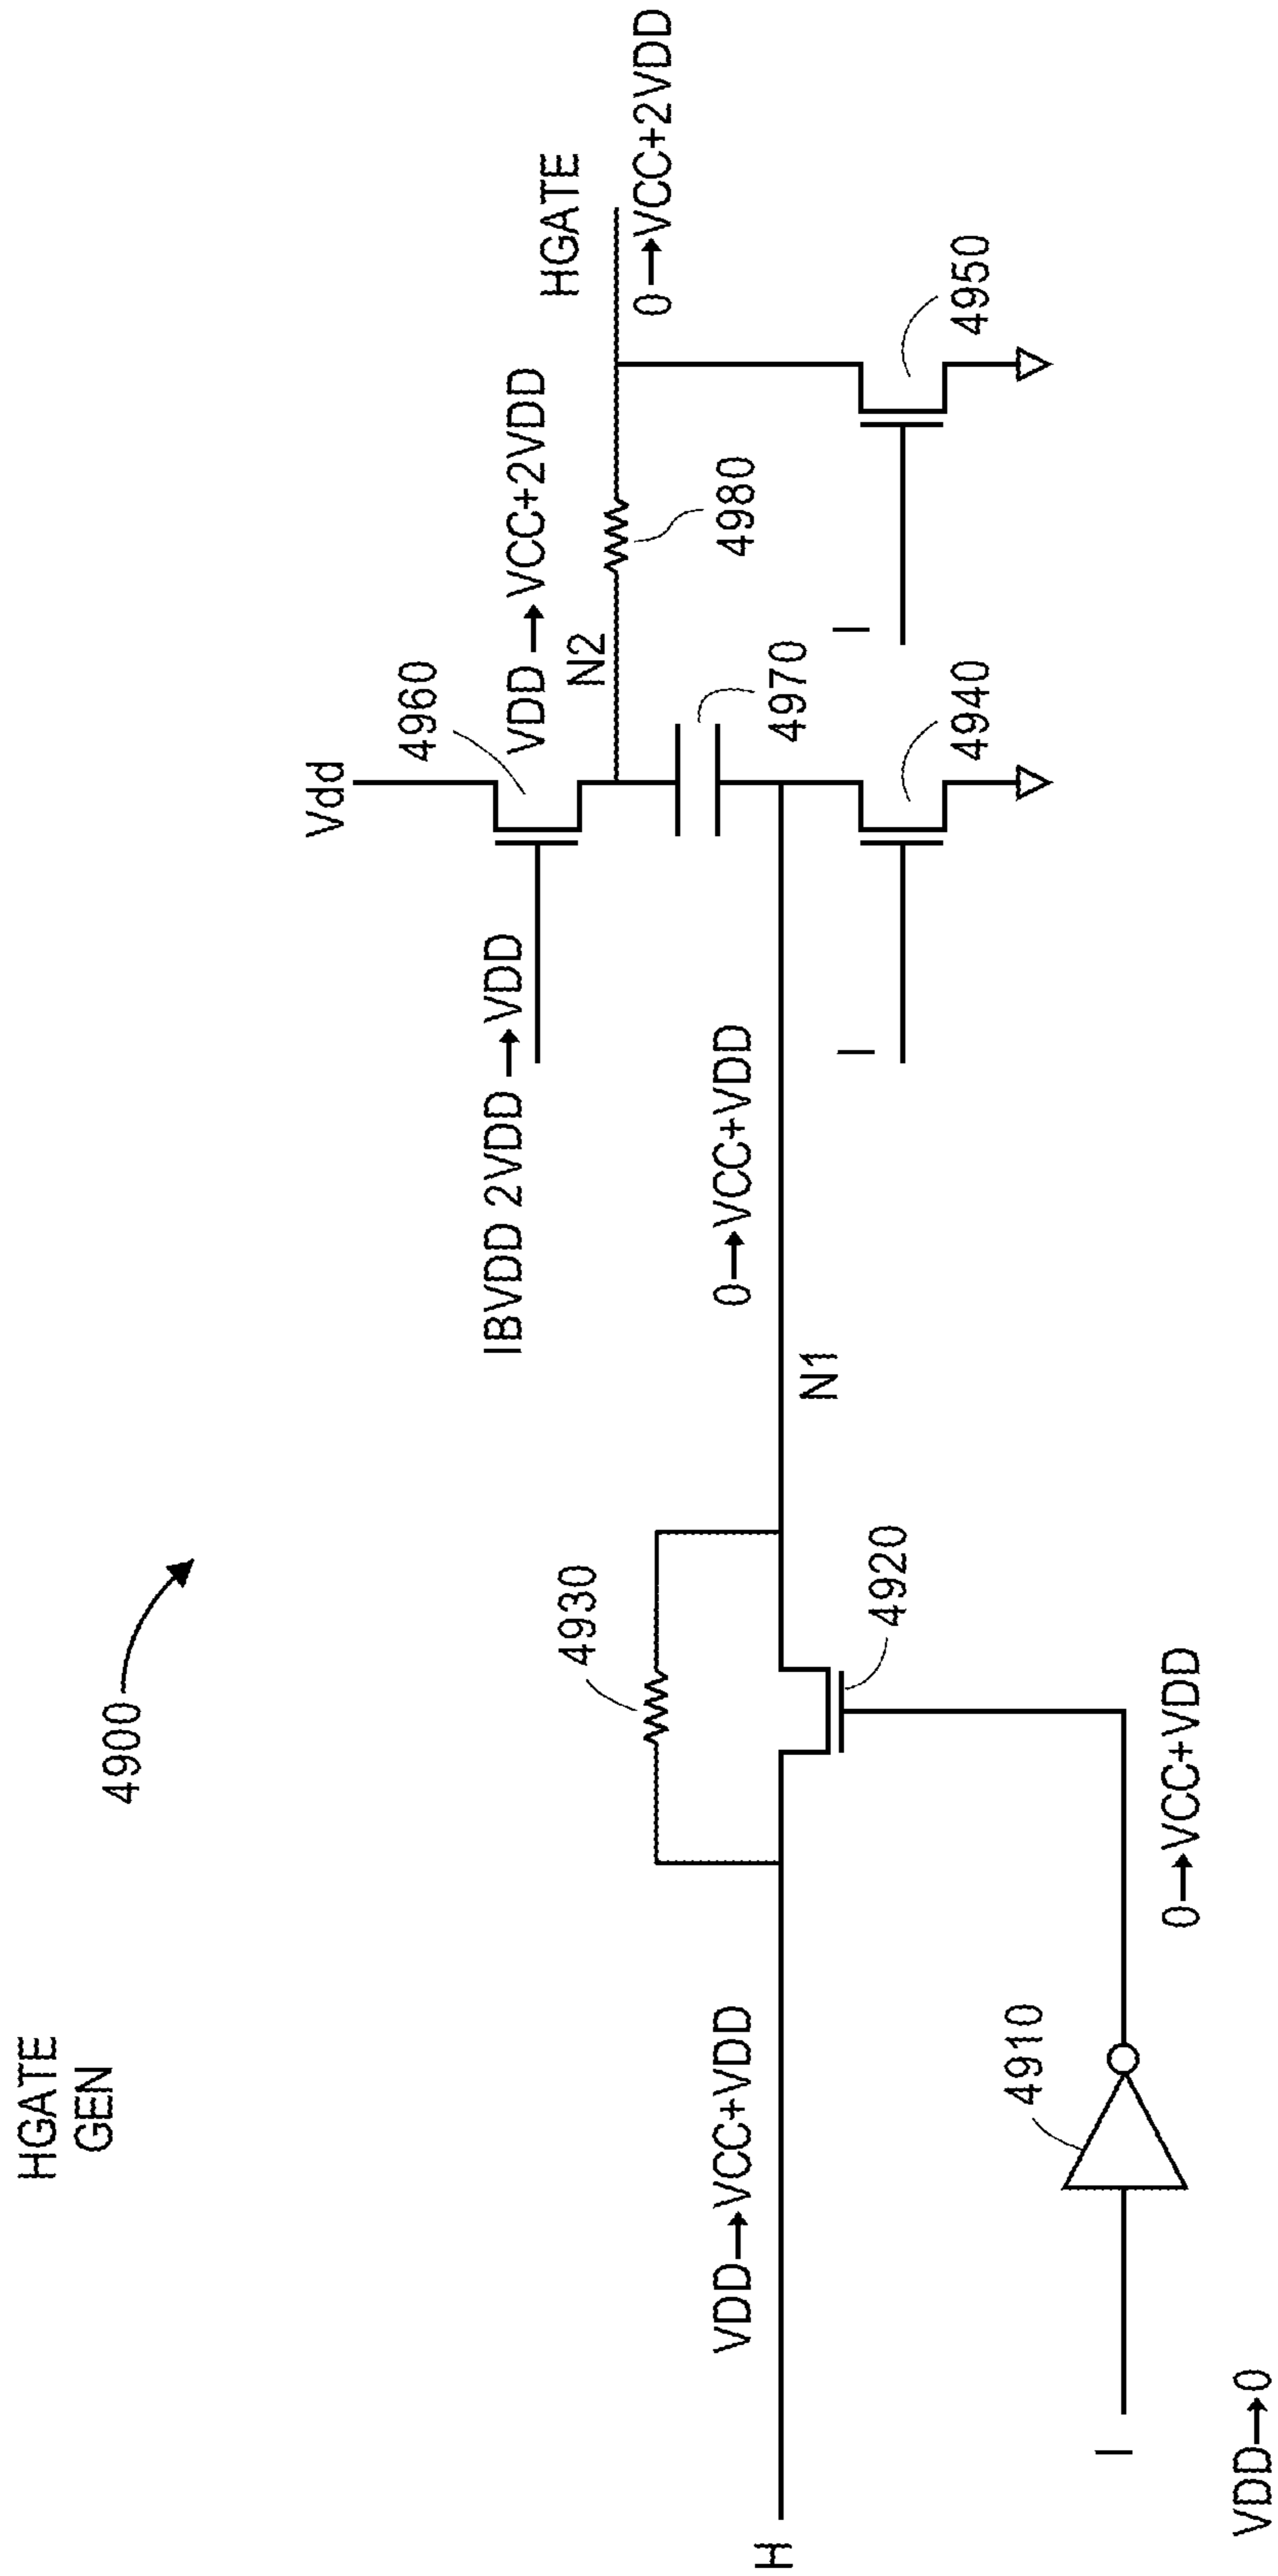 HGATE
GEN
4900
Vdd
4960
VDD→VCC+2VDD
N2
HGATE
0→VCC+2VDD
IBVDD 2VDD→VDD
4980
4930
4970
H
VDD→VCC+VDD
0→VCC+VDD
N1
I
I
4920
4940
4950
4910
I
VDD→0
0→VCC+VDD